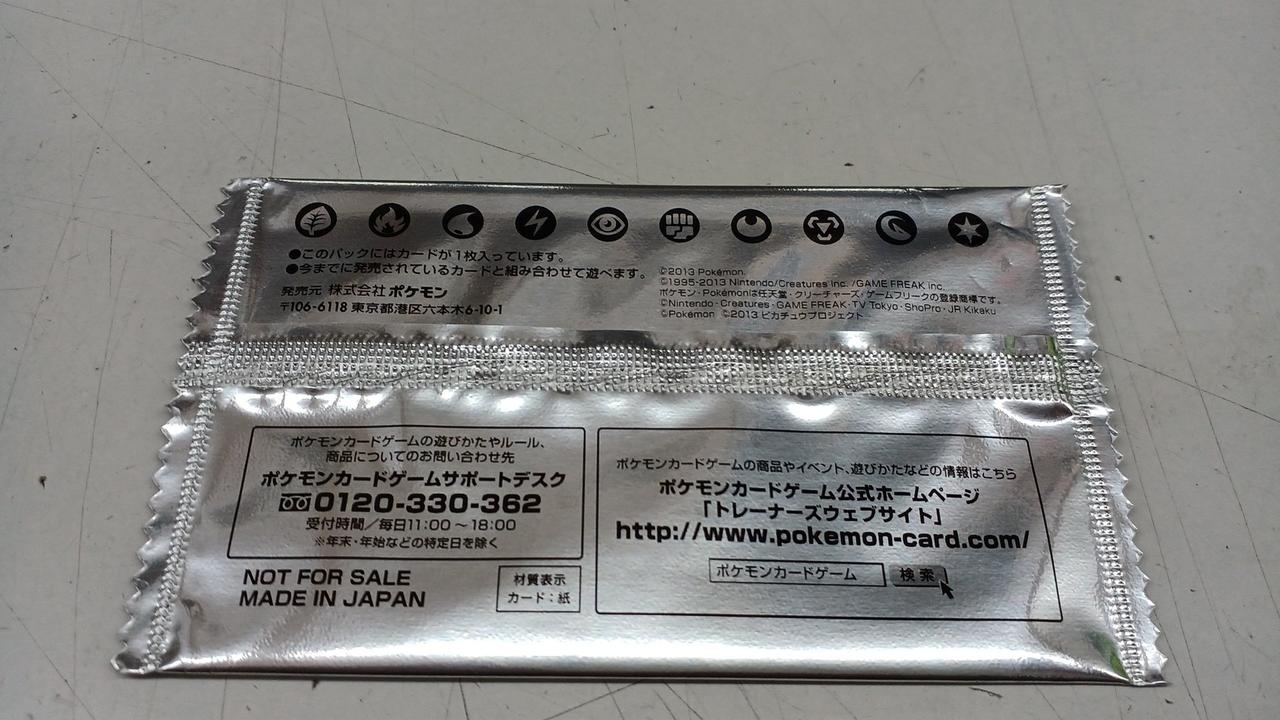 ●このパックにはカードが1枚入っています。
●今までに発売されているカードと組み合わせて遊べます。
発売元 株式会社 ポケモン
〒106-6118 東京都港区六本木6-10-1
©2013 Pokémon.
©1995-2013 Nintendo/Creatures inc. /GAME FREAK inc.
ポケモン・Pokémonは任天堂・クリーチャーズ・ゲームフリークの登録商標です。
©Nintendo・Creatures・GAME FREAK・TV Tokyo・ShoPro・JR Kikaku
©Pokémon ©2013 ピカチュウプロジェクト
ポケモンカードゲームの遊びかたやルール、
商品についてのお問い合わせ先
ポケモンカードゲームサポートデスク
0120-330-362
受付時間/毎日11:00〜18:00
※年末・年始などの特定日を除く
NOT FOR SALE
MADE IN JAPAN
材質表示
カード:紙
ポケモンカードゲームの商品やイベント、遊びかたなどの情報はこちら
ポケモンカードゲーム公式ホームページ
「トレーナーズウェブサイト」
http://www.pokemon-card.com/
ポケモンカードゲーム 検索